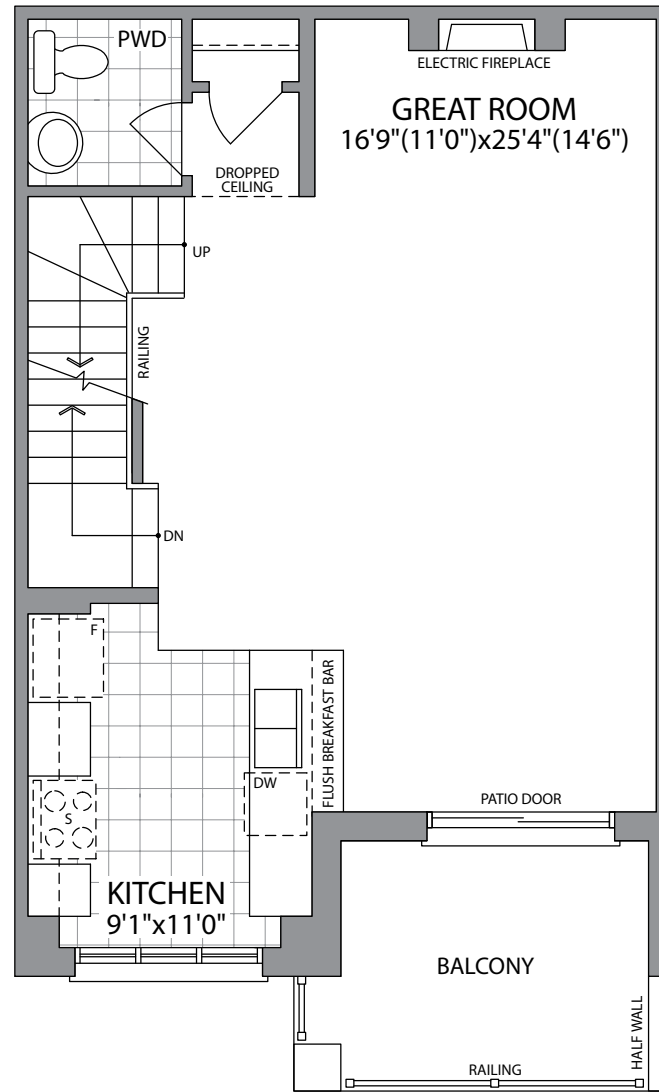 PWD
ELECTRIC FIREPLACE
GREAT ROOM
16'9"(11'0")x25'4"(14'6")
DROPPED
CEILING
UP
RAILING
DN
F
FLUSH BREAKFAST BAR
DW
S
PATIO DOOR
KITCHEN
9'1"x11'0"
BALCONY
HALF WALL
RAILING